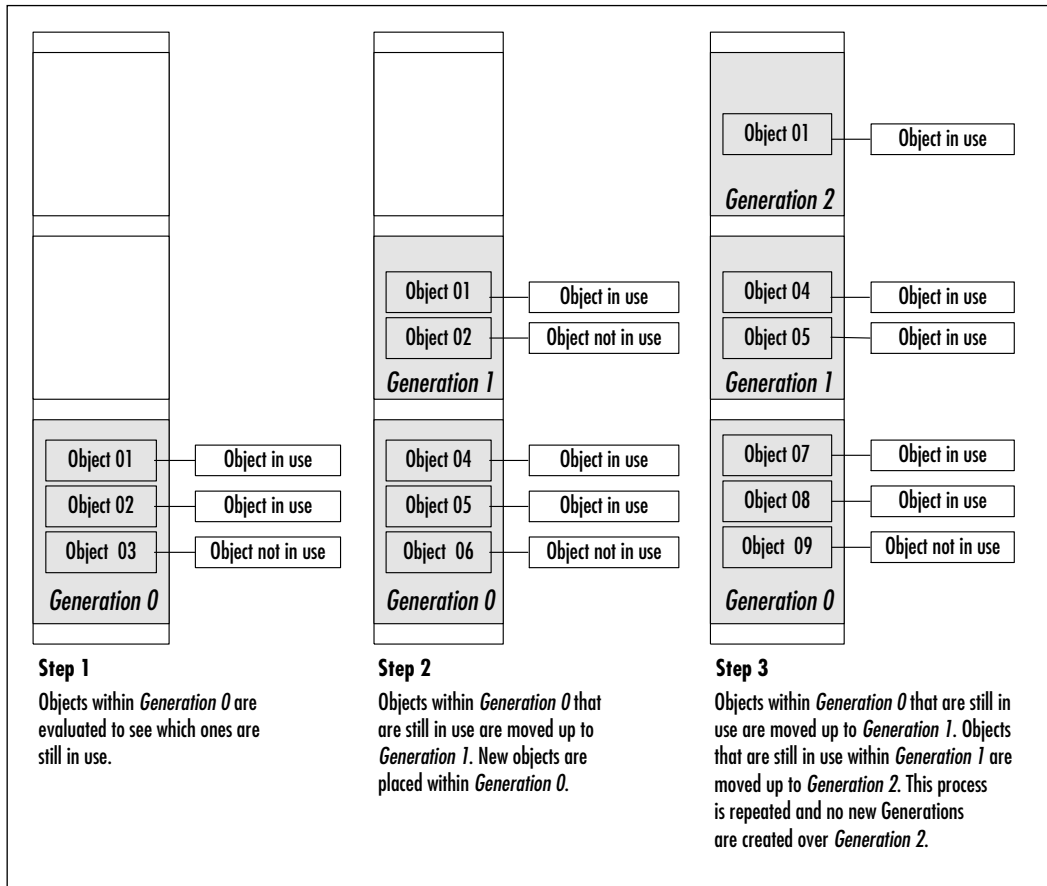 Object 01
Object in use
Object 02
Object in use
Object  03
Object not in use
Generation 0
Step 1
Objects within Generation 0 are
evaluated to see which ones are
still in use.
Object 01
Object in use
Object 02
Object not in use
Generation 1
Object 04
Object in use
Object 05
Object in use
Object  06
Object not in use
Generation 0
Step 2
Objects within Generation 0 that
are still in use are moved up to
Generation 1. New objects are
placed within Generation 0.
Object 01
Object in use
Generation 2
Object 04
Object in use
Object 05
Object in use
Generation 1
Object 07
Object in use
Object 08
Object in use
Object  09
Object not in use
Generation 0
Step 3
Objects within Generation 0 that are still in
use are moved up to Generation 1. Objects
that are still in use within Generation 1 are
moved up to Generation 2. This process
is repeated and no new Generations
are created over Generation 2.